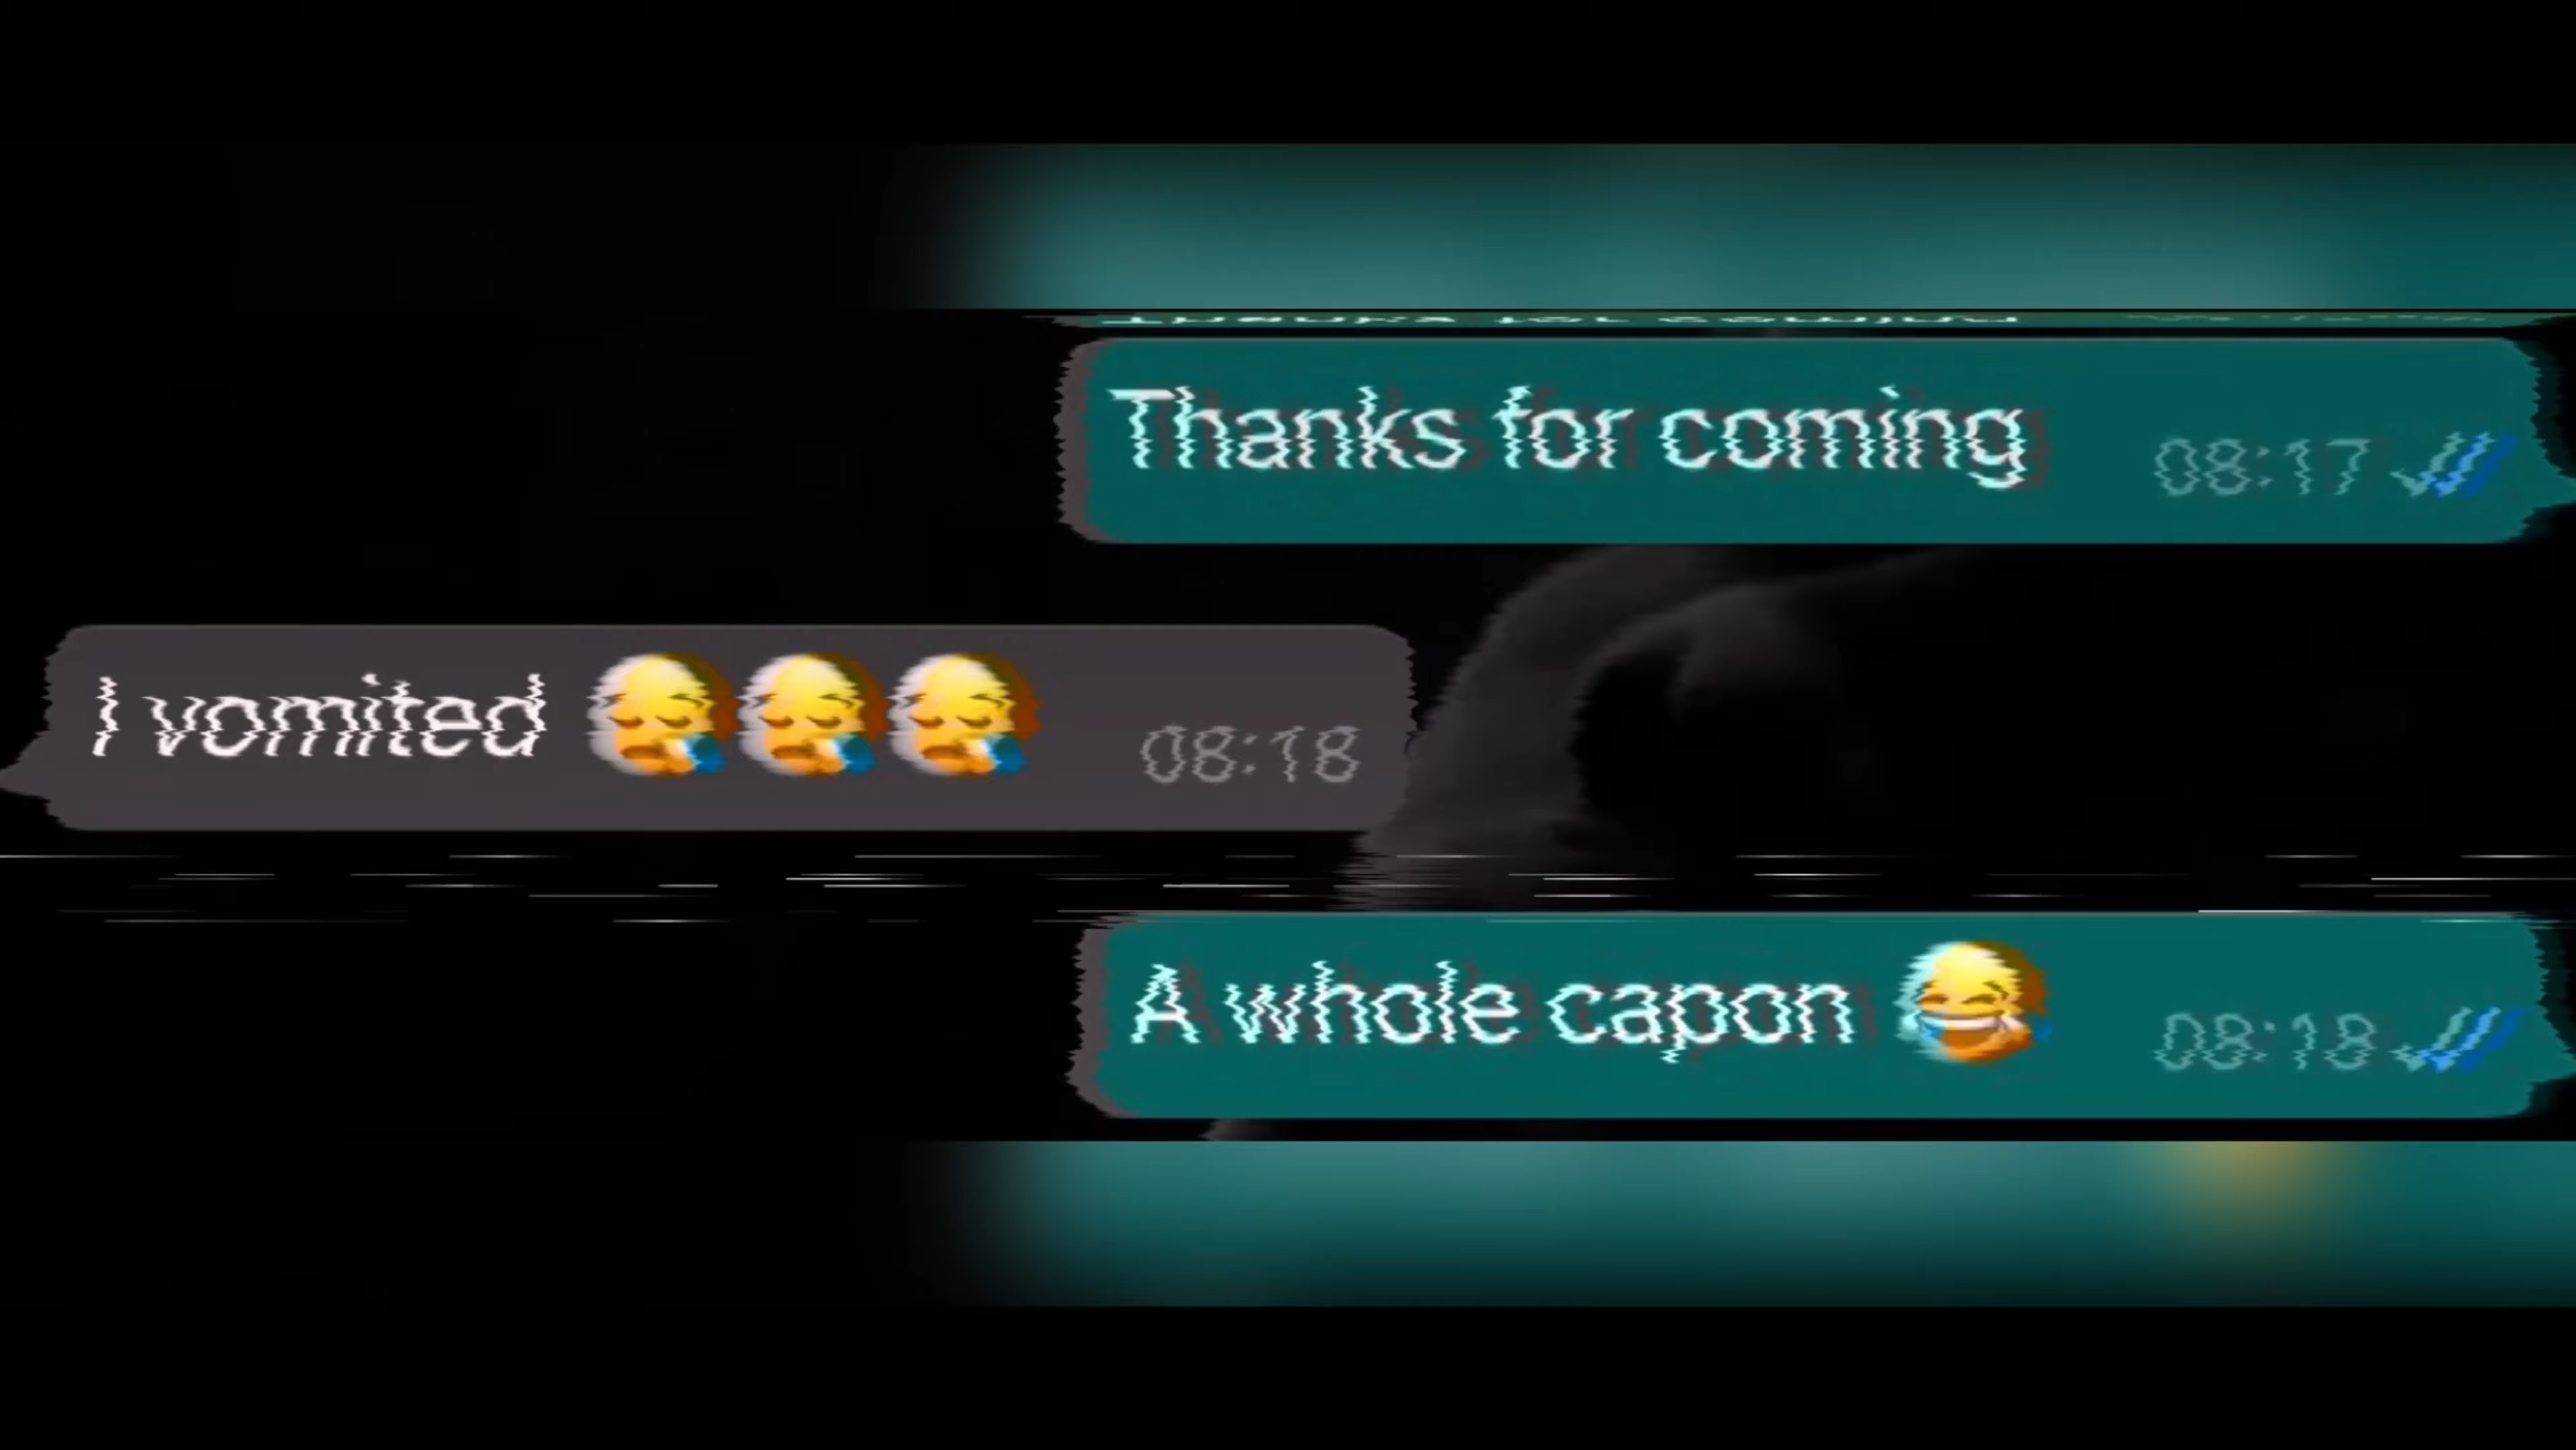 Thanks for coming 08:17
I vomited 😪😪😪 08:18
A whole capon 😂 08:18